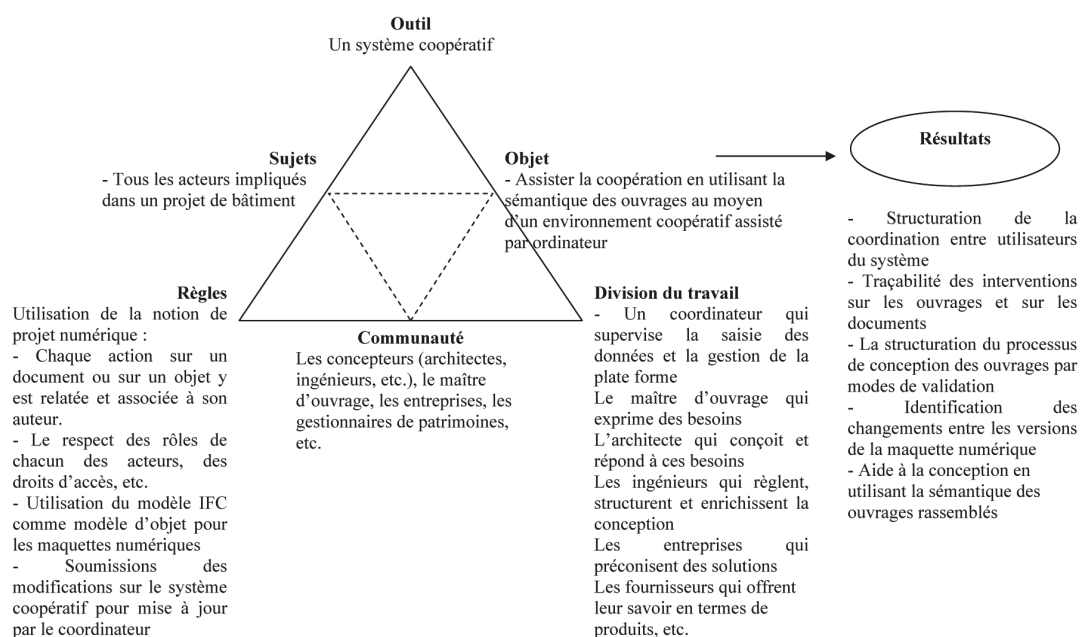 Outil
Un système coopératif
Sujets
- Tous les acteurs impliqués
dans un projet de bâtiment
Objet
- Assister la coopération en utilisant la
sémantique des ouvrages au moyen
d'un environnement coopératif assisté
par ordinateur
Résultats
- Structuration de la
coordination entre utilisateurs
du système
- Traçabilité des interventions
sur les ouvrages et sur les
documents
- La structuration du processus
de conception des ouvrages par
modes de validation
- Identification des
changements entre les versions
de la maquette numérique
- Aide à la conception en
utilisant la sémantique des
ouvrages rassemblés
Règles
Utilisation de la notion de
projet numérique :
- Chaque action sur un
document ou sur un objet y
est relatée et associée à son
auteur.
- Le respect des rôles de
chacun des acteurs, des
droits d'accès, etc.
- Utilisation du modèle IFC
comme modèle d'objet pour
les maquettes numériques
- Soumissions des
modifications sur le système
coopératif pour mise à jour
par le coordinateur
Communauté
Les concepteurs (architectes,
ingénieurs, etc.), le maître
d'ouvrage, les entreprises, les
gestionnaires de patrimoines,
etc.
Division du travail
- Un coordinateur qui
supervise la saisie des
données et la gestion de la
plate forme
Le maître d'ouvrage qui
exprime des besoins
L'architecte qui conçoit et
répond à ces besoins
Les ingénieurs qui règlent,
structurent et enrichissent la
conception
Les entreprises qui
préconisent des solutions
Les fournisseurs qui offrent
leur savoir en termes de
produits, etc.